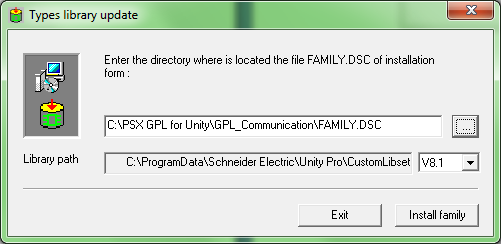 Types library update
Enter the directory where is located the file FAMILY.DSC of installation
form :
C:\PSX GPL for Unity\GPL_Communication\FAMILY.DSC
...
Library path
C:\ProgramData\Schneider Electric\Unity Pro\CustomLibset
V8.1
Exit
Install family